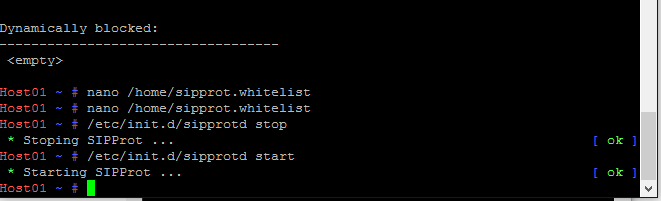 Dynamically blocked:
-----------------------------------
<empty>
Host01 ~ # nano /home/sipprot.whitelist
Host01 ~ # nano /home/sipprot.whitelist
Host01 ~ # /etc/init.d/sipprotd stop
* Stoping SIPProt ... [ ok ]
Host01 ~ # /etc/init.d/sipprotd start
* Starting SIPProt ... [ ok ]
Host01 ~ #